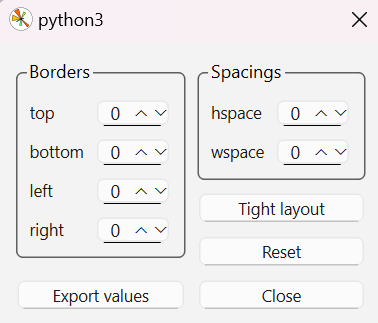 python3
Borders
top 0
bottom 0
left 0
right 0
Spacings
hspace 0
wspace 0
Tight layout
Reset
Export values
Close